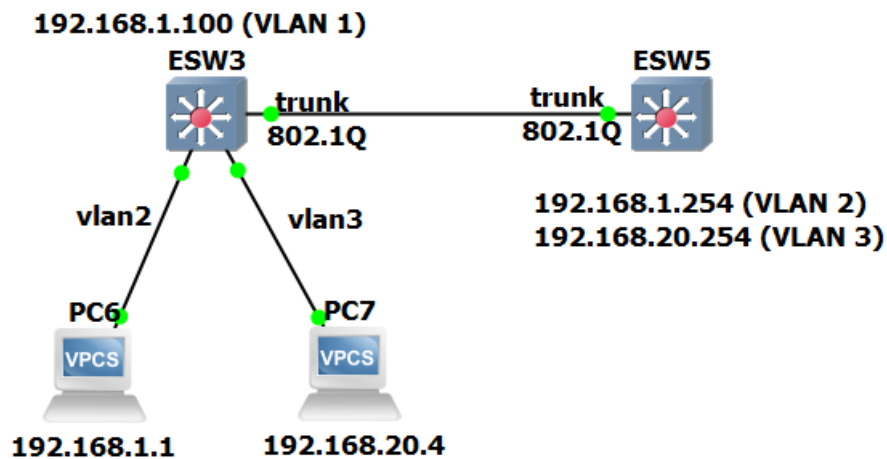 192.168.1.100 (VLAN 1)
ESW3
ESW5
trunk
802.1Q
trunk
802.1Q
192.168.1.254 (VLAN 2)
192.168.20.254 (VLAN 3)
vlan2
vlan3
PC6
PC7
VPCS
VPCS
192.168.1.1
192.168.20.4